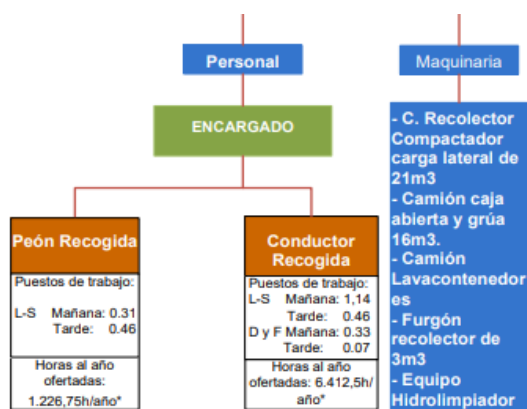 Personal
Maquinaria
ENCARGADO
- C. Recolector
Compactador
carga lateral de
21m3
- Camión caja
abierta y grúa
16m3.
- Camión
Lavacontenedor
es
- Furgón
recolector de
3m3
- Equipo
Hidrolimpiador
Peón Recogida
Puestos de trabajo:
L-S Mañana: 0.31
Tarde: 0.46
Horas al año
ofertadas:
1.226,75h/año*
Conductor
Recogida
Puestos de trabajo:
L-S Mañana: 1,14
Tarde: 0.46
D y F Mañana: 0.33
Tarde: 0.07
Horas al año
ofertadas: 6.412,5h/
año*